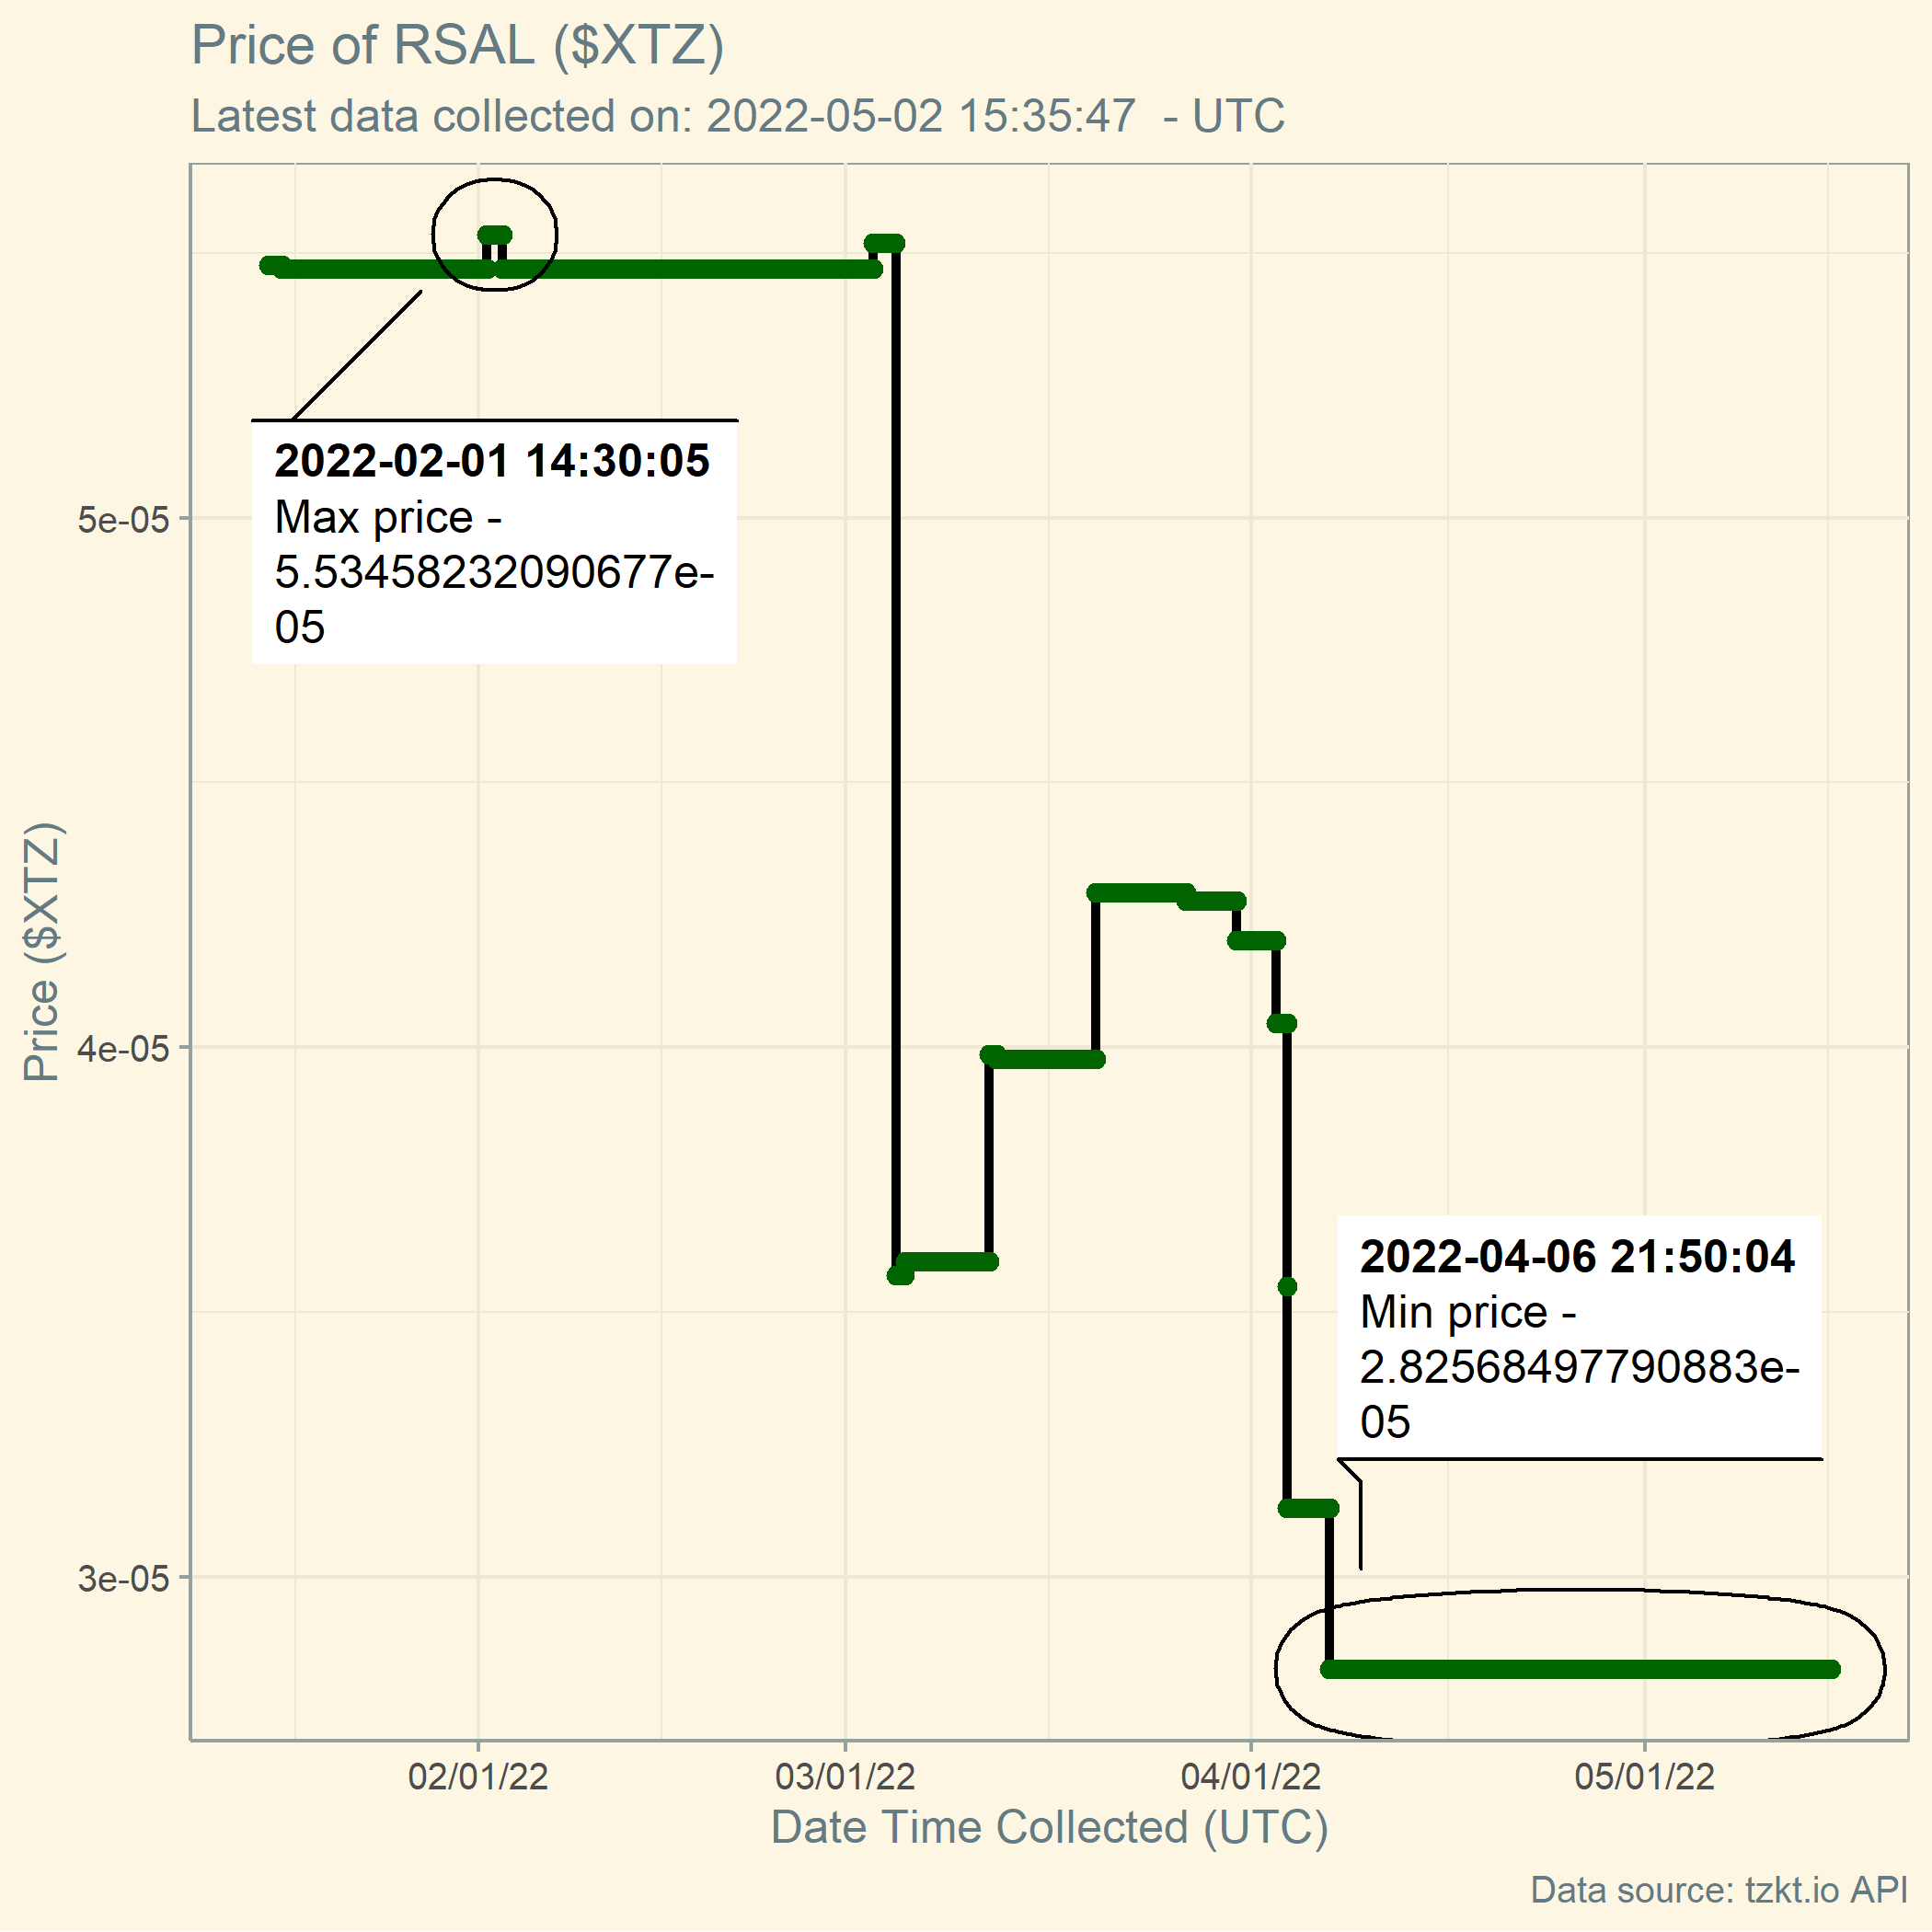 Price of RSAL ($XTZ)
Latest data collected on: 2022-05-02 15:35:47  - UTC
2022-02-01 14:30:05
Max price -
5.53458232090677e-
05
5e-05
Price ($XTZ)
4e-05
2022-04-06 21:50:04
Min price -
2.82568497790883e-
05
3e-05
02/01/22
03/01/22
04/01/22
05/01/22
Date Time Collected (UTC)
Data source: tzkt.io API